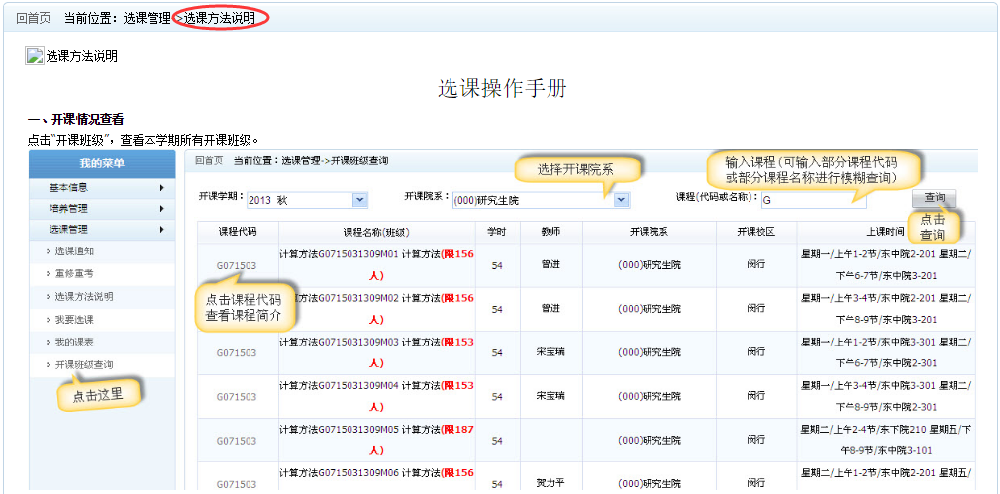 回首页 当前位置：选课管理->选课方法说明
选课方法说明
选课操作手册
一、开课情况查看
点击“开课班级”，查看本学期所有开课班级。
我的菜单
基本信息
培养管理
选课管理
选课通知
重修重考
选课方法说明
我要选课
我的课表
开课班级查询
点击这里
回首页 当前位置：选课管理->开课班级查询
选择开课院系
输入课程（可输入部分课程代码
或部分课程名称进行模糊查询）
开课学期：2013 秋 开课院系：(000)研究生院 课程(代码或名称)：G 查询
点击
查询
课程代码 课程名称(班级) 学时 教师 开课院系 开课校区 上课时间
G071503 计算方法G0715031309M01 计算方法(限156人) 54 曾进 (000)研究生院 闵行 星期一/上午1-2节/东中院2-201 星期二/下午6-7节/东中院3-201
点击课程代码
查看课程简介
计算方法G0715031309M02 计算方法(限156人) 54 曾进 (000)研究生院 闵行 星期一/上午3-4节/东中院2-201 星期二/下午8-9节/东中院3-201
G071503 计算方法G0715031309M03 计算方法(限153人) 54 宋宝瑞 (000)研究生院 闵行 星期一/上午1-2节/东中院3-301 星期二/下午6-7节/东中院2-301
G071503 计算方法G0715031309M04 计算方法(限153人) 54 宋宝瑞 (000)研究生院 闵行 星期一/上午3-4节/东中院3-301 星期二/下午8-9节/东中院2-301
G071503 计算方法G0715031309M05 计算方法(限187人) 54 (000)研究生院 闵行 星期二/上午2-4节/东下院210 星期五/下午8-9节/东中院3-101
G071503 计算方法G0715031309M06 计算方法(限156 54 贺力平 (000)研究生院 闵行 星期二/上午1-2节/东中院2-201 星期五/